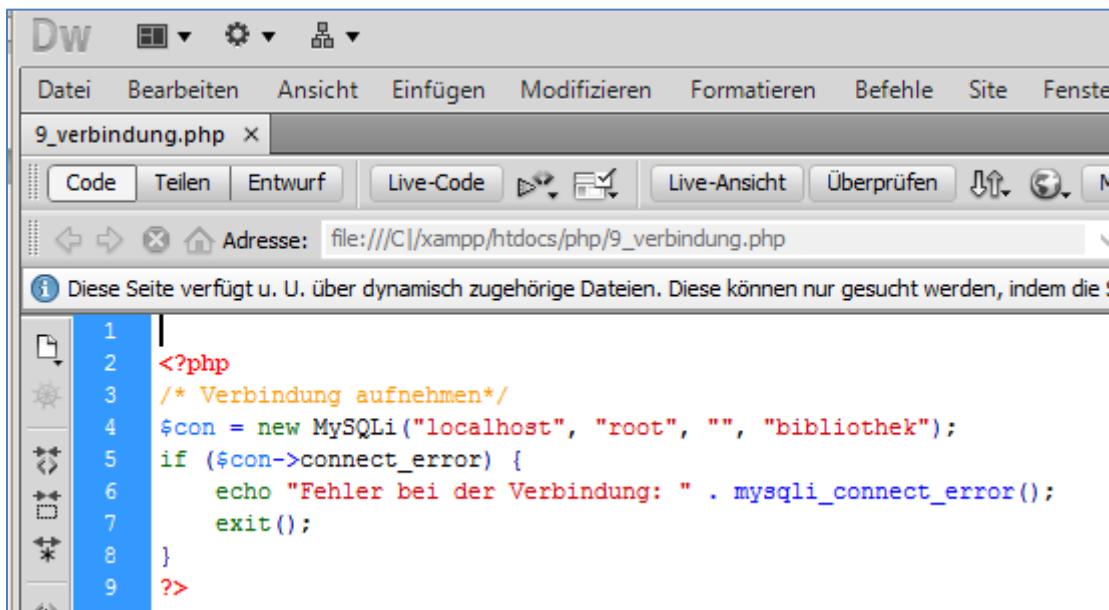 Dw
Datei Bearbeiten Ansicht Einfügen Modifizieren Formatieren Befehle Site Fenste
9_verbindung.php ×
Code Teilen Entwurf Live-Code Live-Ansicht Überprüfen M
Adresse: file:///C|/xampp/htdocs/php/9_verbindung.php
Diese Seite verfügt u. U. über dynamisch zugehörige Dateien. Diese können nur gesucht werden, indem die S
1
2 <?php
3 /* Verbindung aufnehmen*/
4 $con = new MySQLi("localhost", "root", "", "bibliothek");
5 if ($con->connect_error) {
6 echo "Fehler bei der Verbindung: " . mysqli_connect_error();
7 exit();
8 }
9 ?>